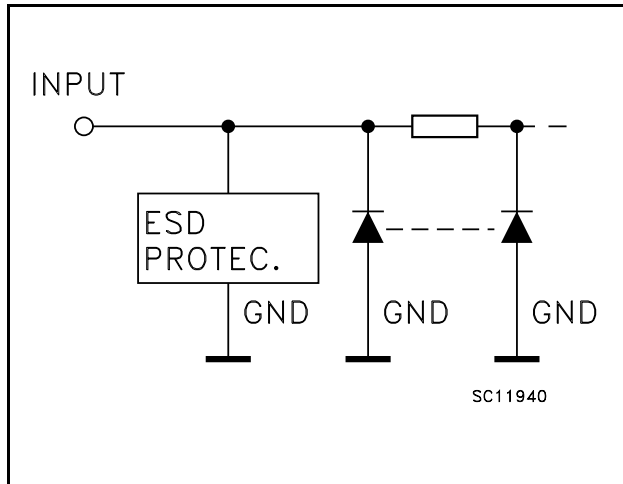 INPUT
ESD
PROTEC.
GND
GND
GND
SC11940